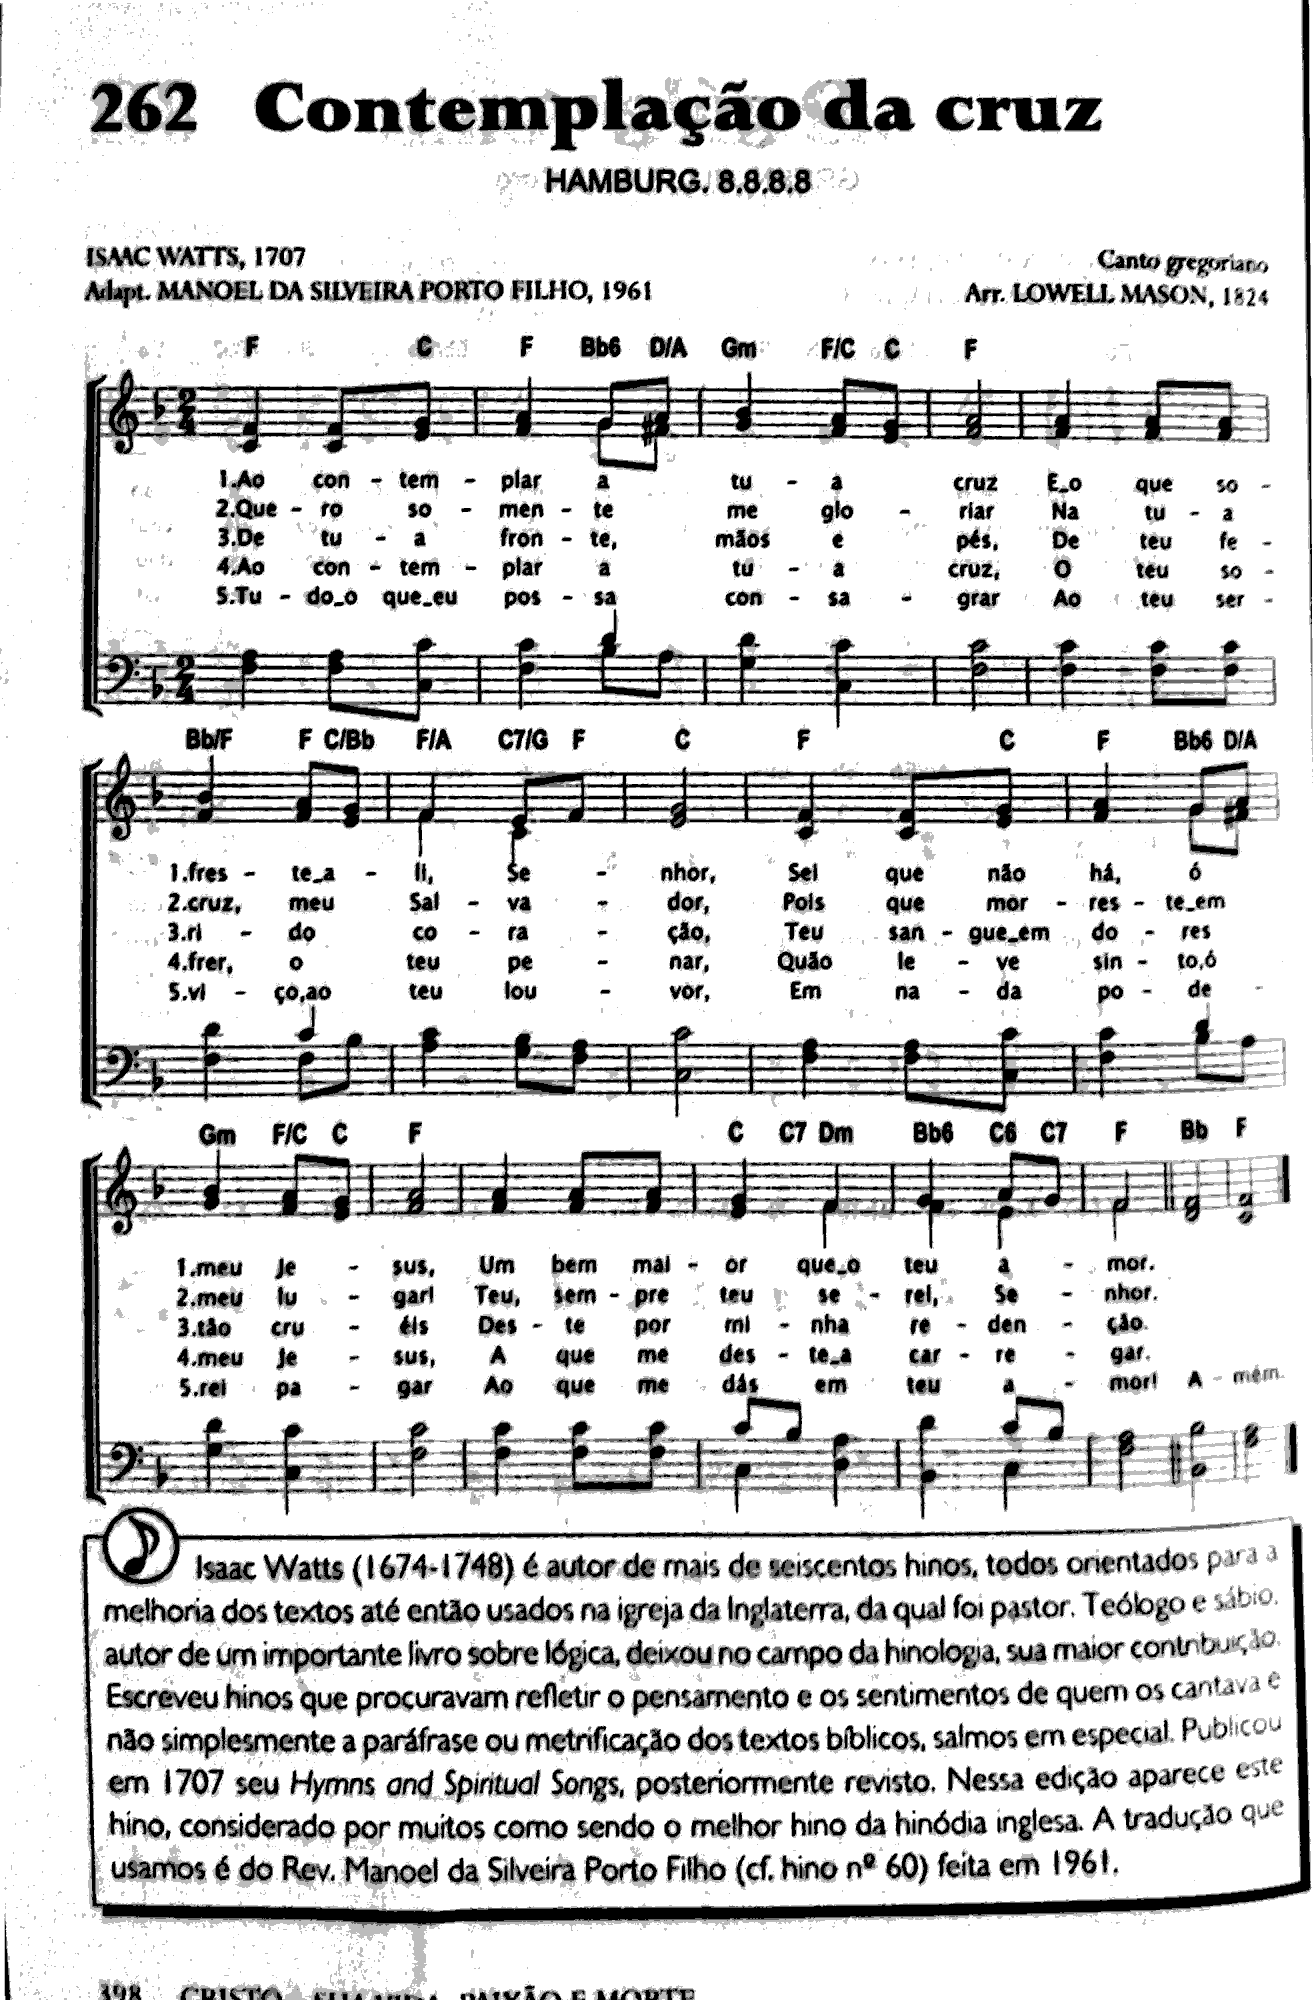 262 Contemplação da cruz
HAMBURG. 8.8.8.8
ISAAC WATTS, 1707
Canto gregoriano
Adapt. MANOEL DA SILVEIRA PORTO FILHO, 1961
Arr. LOWELL MASON, 1824
F C F Bb6 D/A Gm F/C C F
1.Ao con - tem - plar a tu - a cruz E_o que so -
2.Que - ro so - men - te me glo - riar Na tu - a
3.De tu - a fron - te, mãos e pés, De teu fe -
4.Ao con - tem - plar a tu - a cruz, O teu so -
5.Tu - do_o que_eu pos - sa con - sa - grar Ao teu ser -
Bb/F F C/Bb F/A C7/G F C F C F Bb6 D/A
1.fres - te_a - li, Se - nhor, Sei que não há, ó
2.cruz, meu Sal - va - dor, Pois que mor - res - te_em
3.ri - do co - ra - ção, Teu san - gue_em do - res
4.frer, o teu pe - nar, Quão le - ve sin - to,ó
5.vi - ço,ao teu lou - vor, Em na - da po - de -
Gm F/C C F C C7 Dm Bb6 C6 C7 F Bb F
1.meu Je - sus, Um bem mai - or que_o teu a - mor.
2.meu lu - gar! Teu, sem - pre teu se - rei, Se - nhor.
3.tão cru - éis Des - te por mi - nha re - den - ção.
4.meu Je - sus, A que me des - te_a car - re - gar.
5.rei pa - gar Ao que me dás em teu a - mor! A - mém.
Isaac Watts (1674-1748) é autor de mais de seiscentos hinos, todos orientados para a
melhoria dos textos até então usados na igreja da Inglaterra, da qual foi pastor. Teólogo e sábio,
autor de um importante livro sobre lógica, deixou no campo da hinologia, sua maior contribuição.
Escreveu hinos que procuravam refletir o pensamento e os sentimentos de quem os cantava e
não simplesmente a paráfrase ou metrificação dos textos bíblicos, salmos em especial. Publicou
em 1707 seu Hymns and Spiritual Songs, posteriormente revisto. Nessa edição aparece este
hino, considerado por muitos como sendo o melhor hino da hinódia inglesa. A tradução que
usamos é do Rev. Manoel da Silveira Porto Filho (cf. hino nº 60) feita em 1961.
398 CRISTO - SUA VIDA, PAIXÃO E MORTE